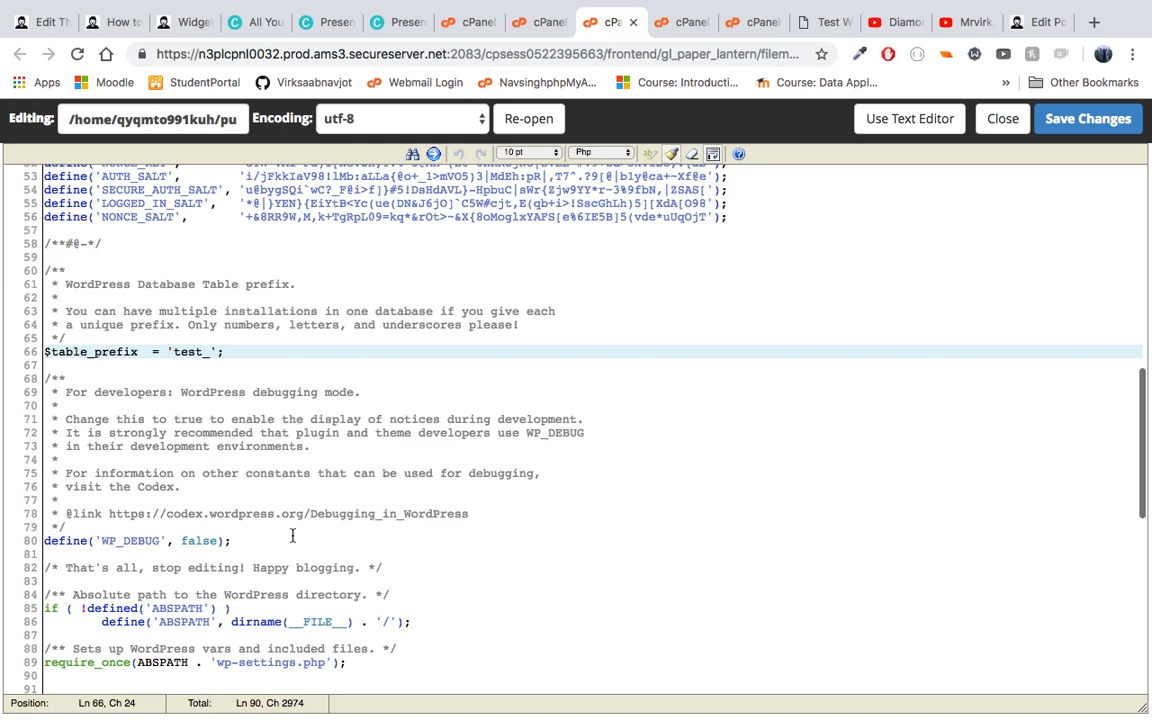 Edit Th
How to
Widge
All You
Presen
Presen
cPanel
cPanel
cPa
cPanel
cPanel
Test W
Diamo
Mrvirk.
Edit Po
https://n3plcpnl0032.prod.ams3.secureserver.net:2083/cpsess0522395663/frontend/gl_paper_lantern/filem...
Apps
Moodle
StudentPortal
Virksaabnavjot
Webmail Login
NavsinghphpMyA...
Course: Introducti...
Course: Data Appl...
»
Other Bookmarks
Editing:
/home/qyqmto991kuh/pu
Encoding:
utf-8
Re-open
Use Text Editor
Close
Save Changes
10 pt
Php
53 define('AUTH_SALT',
54 define('SECURE_AUTH_SALT',
55 define('LOGGED_IN_SALT',
56 define('NONCE_SALT',
57
58 /**#@-*/
59
60 /**
61 * WordPress Database Table prefix.
62 *
63 * You can have multiple installations in one database if you give each
64 * a unique prefix. Only numbers, letters, and underscores please!
65 */
66 $table_prefix  = 'test_';
67
68 /**
69 * For developers: WordPress debugging mode.
70 *
71 * Change this to true to enable the display of notices during development.
72 * It is strongly recommended that plugin and theme developers use WP_DEBUG
73 * in their development environments.
74 *
75 * For information on other constants that can be used for debugging,
76 * visit the Codex.
77 *
78 * @link https://codex.wordpress.org/Debugging_in_WordPress
79 */
80 define('WP_DEBUG', false);
81
82 /* That's all, stop editing! Happy blogging. */
83
84 /** Absolute path to the WordPress directory. */
85 if ( !defined('ABSPATH') )
86 define('ABSPATH', dirname(__FILE__) . '/');
87
88 /** Sets up WordPress vars and included files. */
89 require_once(ABSPATH . 'wp-settings.php');
90
91
Position: Ln 66, Ch 24 Total: Ln 90, Ch 2974